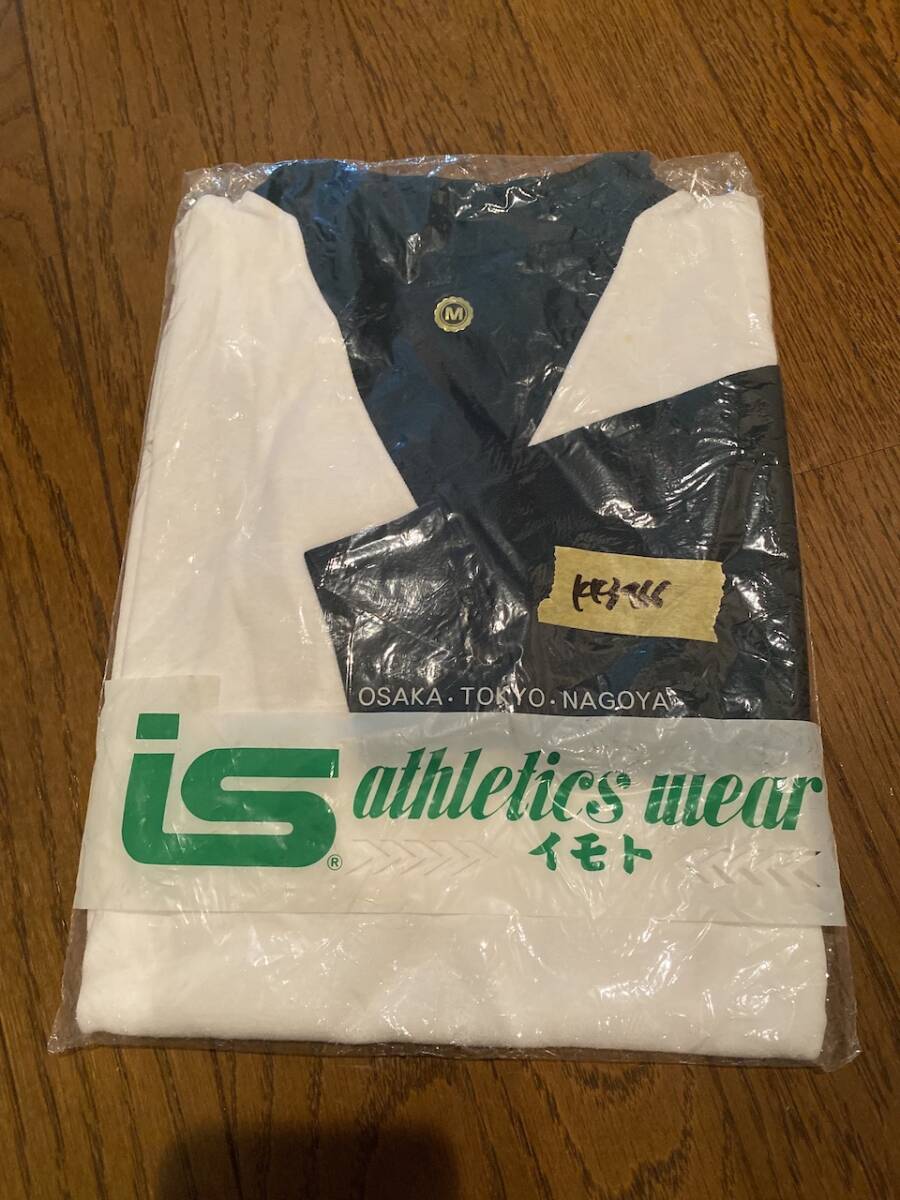 M
OSAKA · TOKYO · NAGOYA
is® athletics wear
イモト